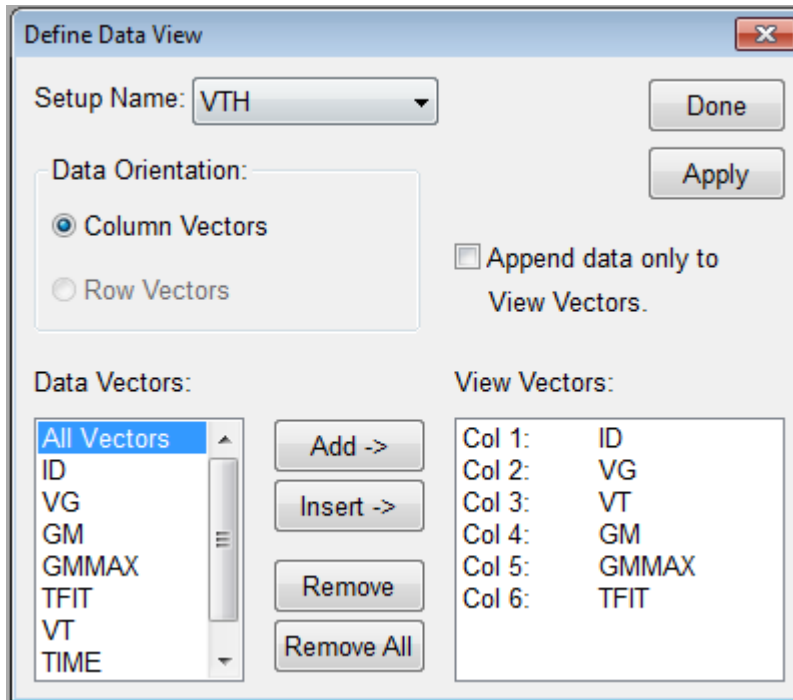 Define Data View
Setup Name: VTH
Done
Data Orientation:
Apply
Column Vectors
Row Vectors
Append data only to
View Vectors.
Data Vectors:
All Vectors
ID
VG
GM
GMMAX
TFIT
VT
TIME
Add ->
Insert ->
Remove
Remove All
View Vectors:
Col 1: ID
Col 2: VG
Col 3: VT
Col 4: GM
Col 5: GMMAX
Col 6: TFIT